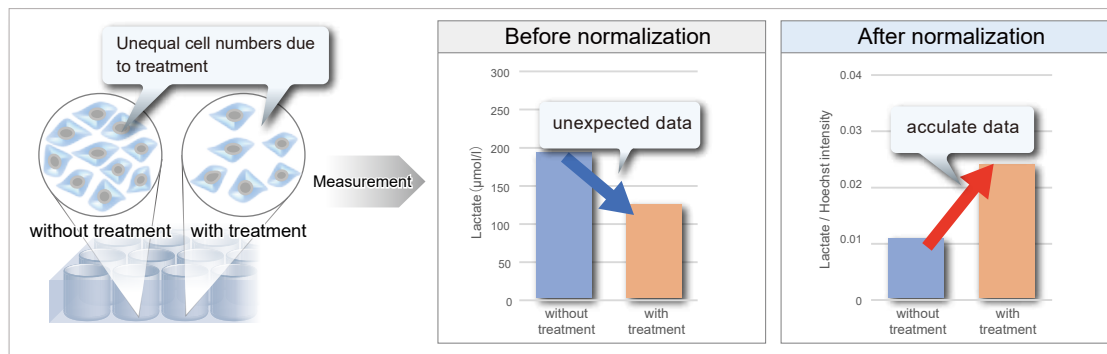 Unequal cell numbers due
to treatment
without treatment
with treatment
Measurement
Before normalization
Lactate (μmol/l)
300
250
200
150
100
50
0
unexpected data
without
treatment
with
treatment
After normalization
Lactate / Hoechst intensity
0.04
0.03
0.02
0.01
0
acculate data
without
treatment
with
treatment